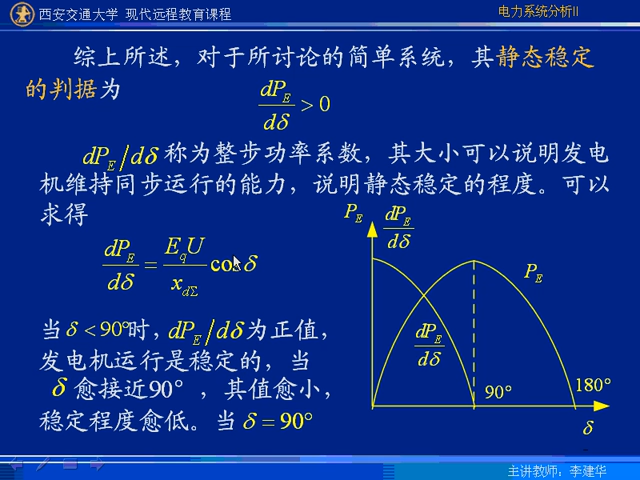 西安交通大学 现代远程教育课程
电力系统分析II
综上所述，对于所讨论的简单系统，其静态稳定
的判据为
dP_E/dδ > 0
dP_E/dδ 称为整步功率系数，其大小可以说明发电
机维持同步运行的能力，说明静态稳定的程度。可以
求得
dP_E/dδ = E_qU/x_dΣ cosδ
当 δ < 90° 时，dP_E/dδ 为正值，
发电机运行是稳定的，当
δ 愈接近90°，其值愈小，
稳定程度愈低。当 δ = 90°
P_E
dP_E/dδ
P_E
dP_E/dδ
90°
180°
δ
主讲教师：李建华